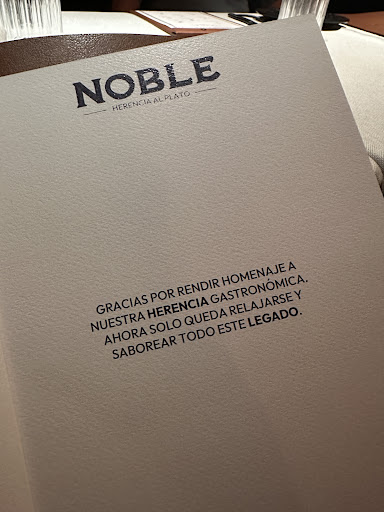 NOBLE
HERENCIA AL PLATO
GRACIAS POR RENDIR HOMENAJE A
NUESTRA HERENCIA GASTRONÓMICA.
AHORA SOLO QUEDA RELAJARSE Y
SABOREAR TODO ESTE LEGADO.